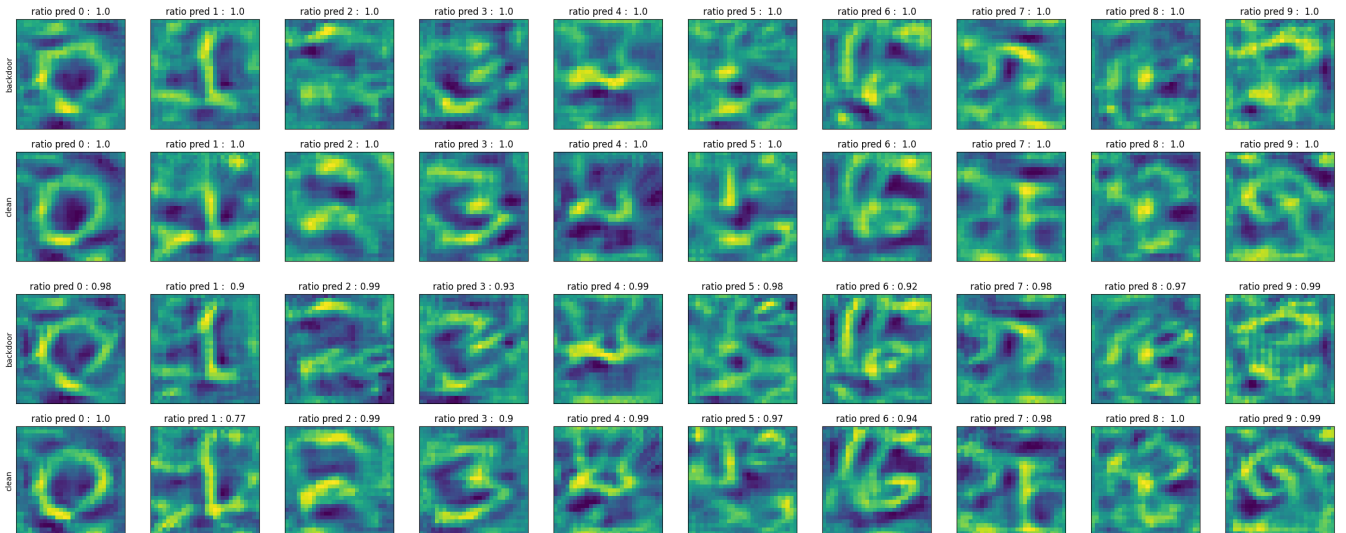 ratio pred 0 : 1.0 ratio pred 1 : 1.0 ratio pred 2 : 1.0 ratio pred 3 : 1.0 ratio pred 4 : 1.0 ratio pred 5 : 1.0 ratio pred 6 : 1.0 ratio pred 7 : 1.0 ratio pred 8 : 1.0 ratio pred 9 : 1.0
backdoor
ratio pred 0 : 1.0 ratio pred 1 : 1.0 ratio pred 2 : 1.0 ratio pred 3 : 1.0 ratio pred 4 : 1.0 ratio pred 5 : 1.0 ratio pred 6 : 1.0 ratio pred 7 : 1.0 ratio pred 8 : 1.0 ratio pred 9 : 1.0
clean
ratio pred 0 : 0.98 ratio pred 1 : 0.9 ratio pred 2 : 0.99 ratio pred 3 : 0.93 ratio pred 4 : 0.99 ratio pred 5 : 0.98 ratio pred 6 : 0.92 ratio pred 7 : 0.98 ratio pred 8 : 0.97 ratio pred 9 : 0.99
backdoor
ratio pred 0 : 1.0 ratio pred 1 : 0.77 ratio pred 2 : 0.99 ratio pred 3 : 0.9 ratio pred 4 : 0.99 ratio pred 5 : 0.97 ratio pred 6 : 0.94 ratio pred 7 : 0.98 ratio pred 8 : 1.0 ratio pred 9 : 0.99
clean